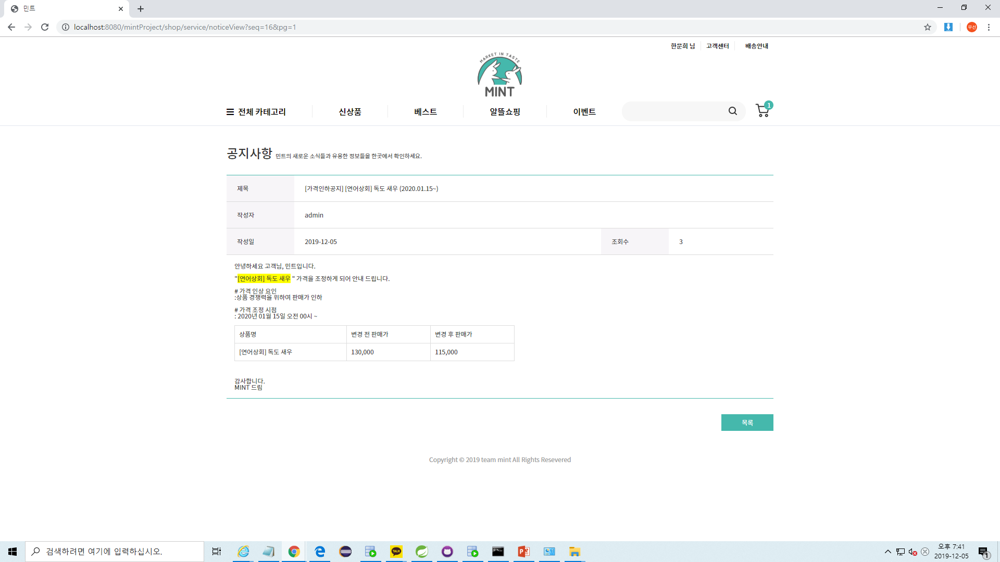 민트
localhost:8080/mintProject/shop/service/noticeView?seq=16&pg=1
우선
한문희 님 고객센터 배송안내
MARKET IN TASTE
MINT
전체 카테고리 신상품 베스트 알뜰쇼핑 이벤트 1
공지사항 민트의 새로운 소식들과 유용한 정보들을 한곳에서 확인하세요.
제목 [가격인하공지] [연어상회] 독도 새우 (2020.01.15~)
작성자 admin
작성일 2019-12-05 조회수 3
안녕하세요 고객님, 민트입니다.
"[연어상회] 독도 새우 " 가격을 조정하게 되어 안내 드립니다.
# 가격 인상 요인
:상품 경쟁력을 위하여 판매가 인하
# 가격 조정 시점
: 2020년 01월 15일 오전 00시 ~
상품명 변경 전 판매가 변경 후 판매가
[연어상회] 독도 새우 130,000 115,000
감사합니다.
MINT 드림
목록
Copyright © 2019 team mint All Rights Resevered
검색하려면 여기에 입력하십시오.
TALK
오후 7:41
2019-12-05
1